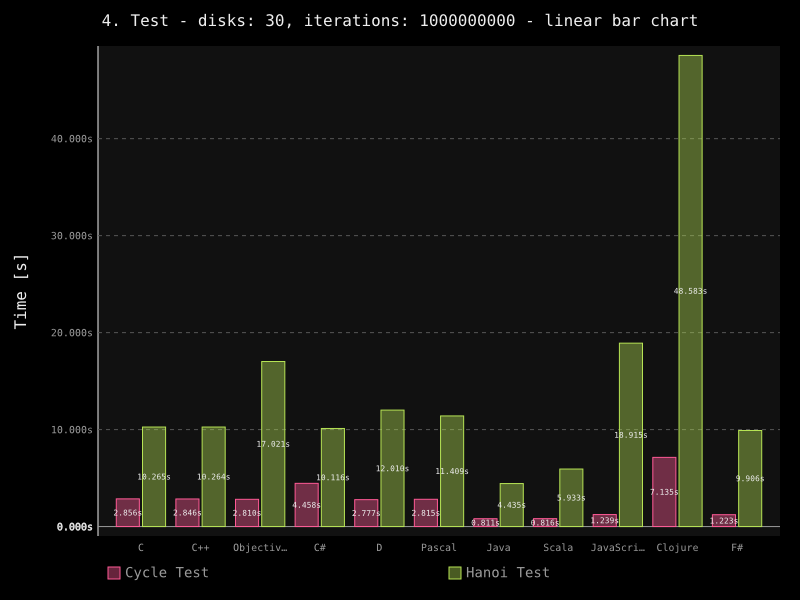 4. Test - disks: 30, iterations: 1000000000 - linear bar chart
Time [s]
40.000s
30.000s
20.000s
10.000s
0.000s
2.856s
10.265s
2.846s
10.264s
2.810s
17.021s
4.458s
10.116s
2.777s
12.010s
2.815s
11.409s
0.811s
4.435s
0.816s
5.933s
1.239s
18.915s
7.135s
48.583s
1.223s
9.906s
C
C++
Objectiv…
C#
D
Pascal
Java
Scala
JavaScri…
Clojure
F#
Cycle Test
Hanoi Test